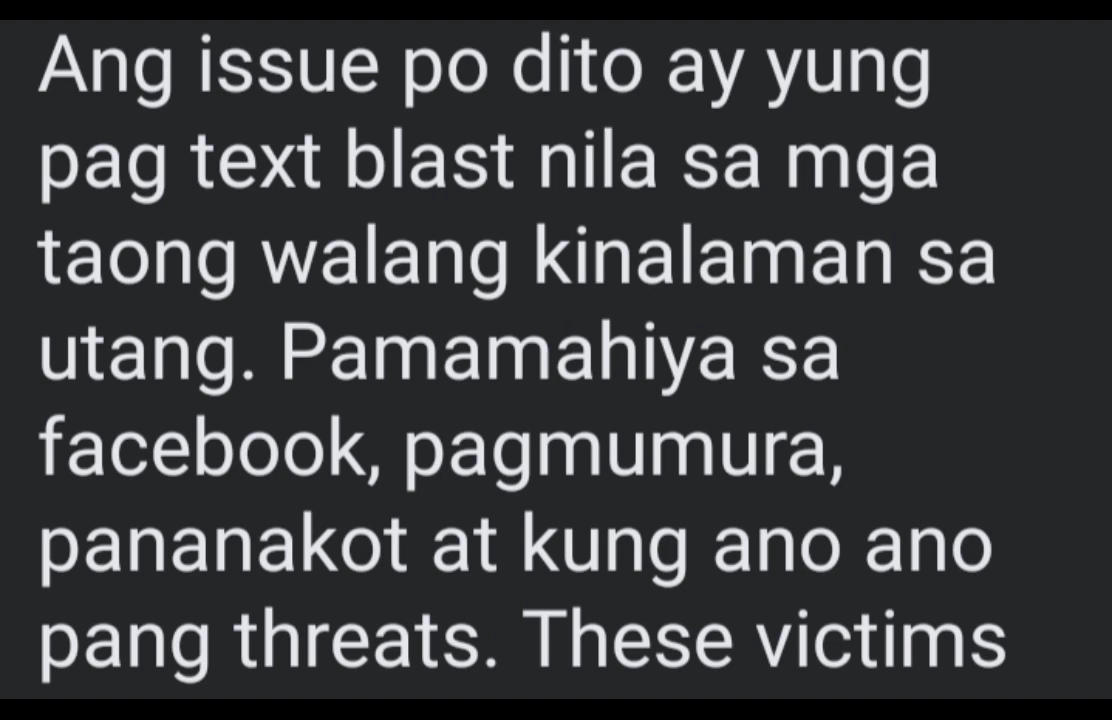 Ang issue po dito ay yung
pag text blast nila sa mga
taong walang kinalaman sa
utang. Pamamahiya sa
facebook, pagmumura,
pananakot at kung ano ano
pang threats. These victims